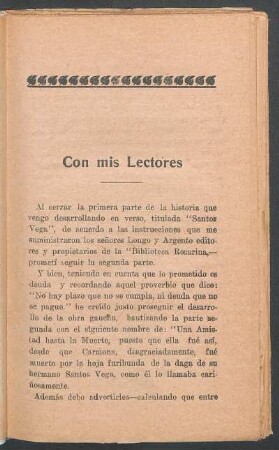 Con mis Lectores
Al cerrar la primera parte de la historia que
vengo desarrollando en verso, titulada "Santos
Vega", de acuerdo a las instrucciones que me
suministraron los señores Longo y Argento edito
res y propietarios de la "Biblioteca Rosarina,—
prometí seguir la segunda parte.
Y bien, teniendo en cuenta que lo prometido es
deuda y recordando aquel proverbio que dice:
"No hay plazo que no se cumpla, ni deuda que no
se pague" he creido justo proseguir el desarro-
llo de la obra gaucha, bautizando la parte se-
gunda con el siguiente nombre de: "Una Amis-
tad hasta la Muerte, puesto que ella fué así,
desde que Carmona, disgraciadamente, fué
muerto por la hoja furibunda de la daga de su
hermano Santos Vega, como él lo llamaba cari-
ñosamente.
Además debo advertirles—calculando que entre